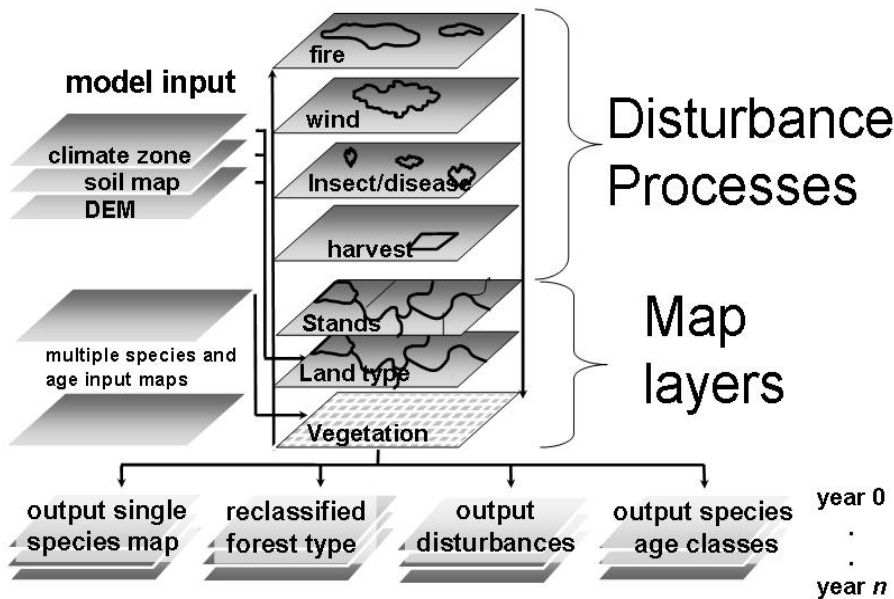 model input
climate zone
soil map
DEM
multiple species and
age input maps
fire
wind
Insect/disease
harvest
Stands
Land type
Vegetation
Disturbance
Processes
Map
layers
output single
species map
reclassified
forest type
output
disturbances
output species
age classes
year 0
.
.
year n